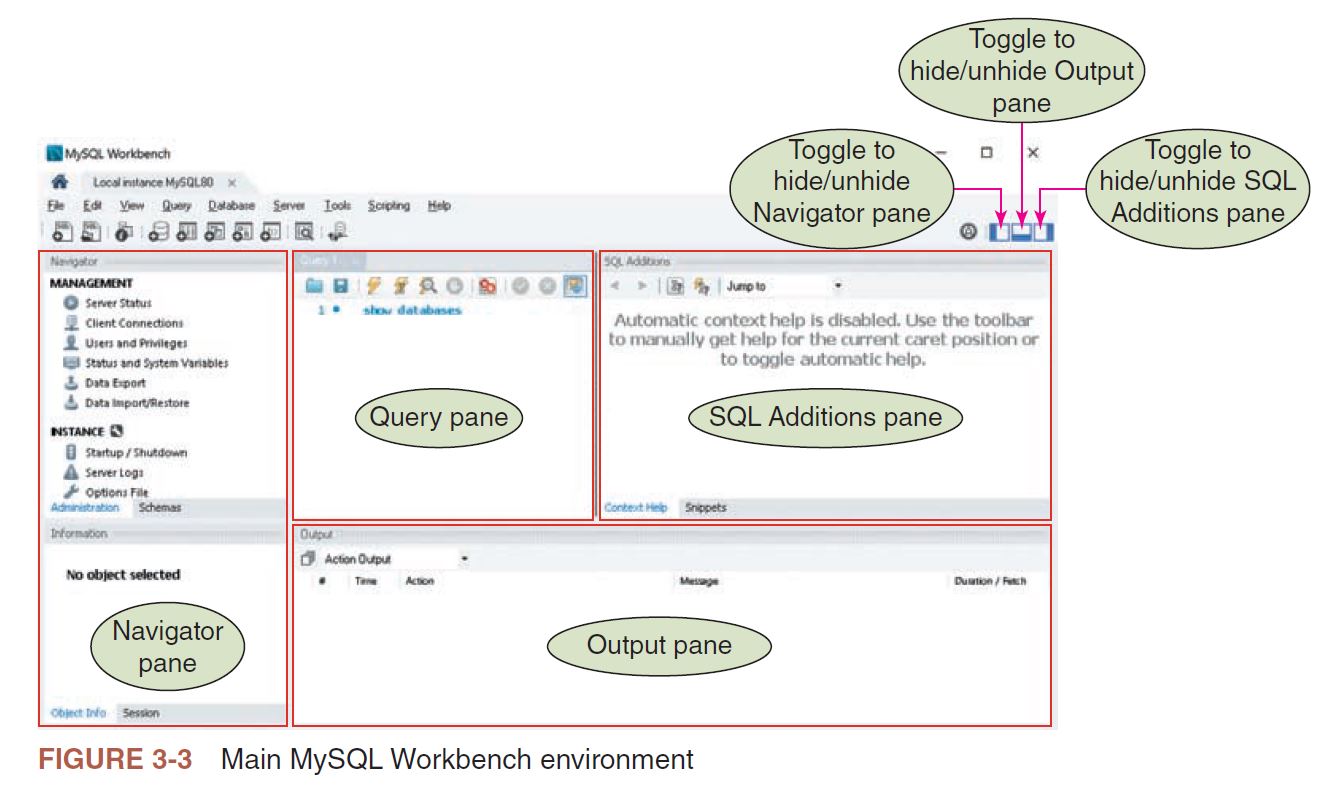 Toggle to
hide/unhide Output
pane
Toggle to
hide/unhide
Navigator pane
Toggle to
hide/unhide SQL
Additions pane
MySQL Workbench
Local instance MySQL80
File Edit View Query Database Server Tools Scripting Help
Navigator
MANAGEMENT
Server Status
Client Connections
Users and Privileges
Status and System Variables
Data Export
Data Import/Restore
INSTANCE
Startup / Shutdown
Server Logs
Options File
Administration Schemas
Information
No object selected
Navigator
pane
Object Info Session
Query 1
1 show databases
Query pane
SQL Additions
Jump to
Automatic context help is disabled. Use the toolbar
to manually get help for the current caret position or
to toggle automatic help.
SQL Additions pane
Context Help Snippets
Output
Action Output
# Time Action Message Duration / Fetch
Output pane
FIGURE 3-3 Main MySQL Workbench environment